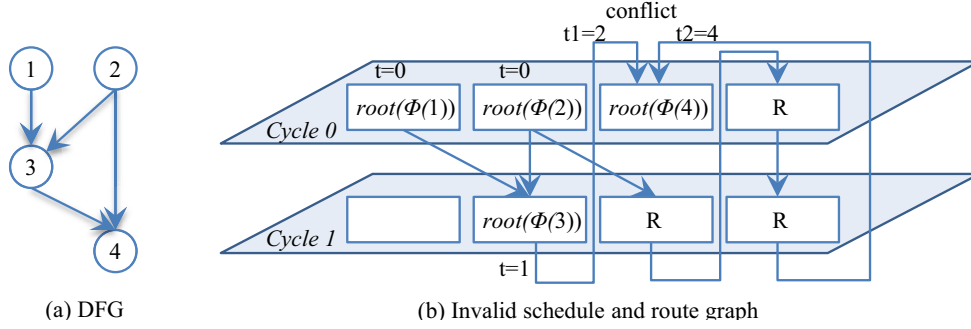 conflict
t1=2 t2=4
1 2
t=0 t=0
root(Φ(1)) root(Φ(2)) root(Φ(4)) R
Cycle 0
3
root(Φ(3)) R R
Cycle 1
4
t=1
(a) DFG (b) Invalid schedule and route graph